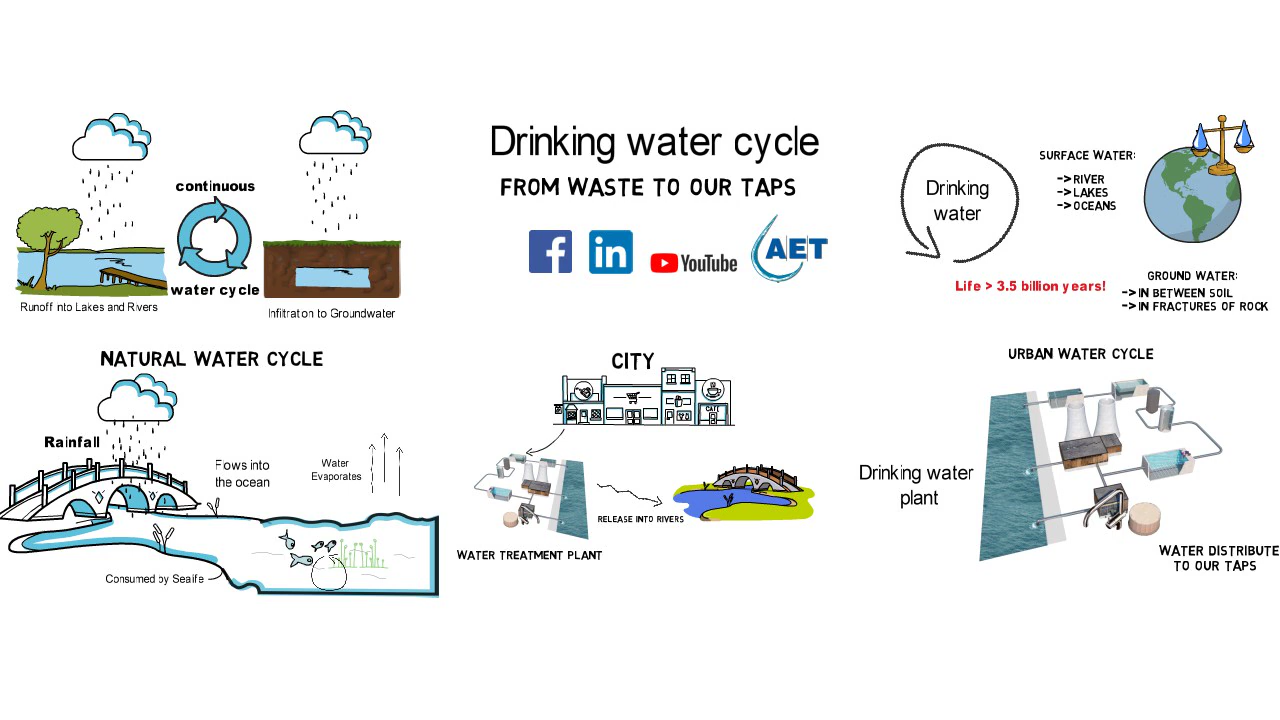 continuous
water cycle
Runoff into Lakes and Rivers
Infiltration to Groundwater
Drinking water cycle
FROM WASTE TO OUR TAPS
f
in
YouTube
AET
Drinking
water
SURFACE WATER:
-> RIVER
-> LAKES
-> OCEANS
Life > 3.5 billion years!
GROUND WATER:
-> IN BETWEEN SOIL
-> IN FRACTURES OF ROCK
NATURAL WATER CYCLE
Rainfall
Flows into
the ocean
Water
Evaporates
Consumed by Sealife
CITY
CAFE
RELEASE INTO RIVERS
WATER TREATMENT PLANT
URBAN WATER CYCLE
Drinking water
plant
WATER DISTRIBUTE
TO OUR TAPS